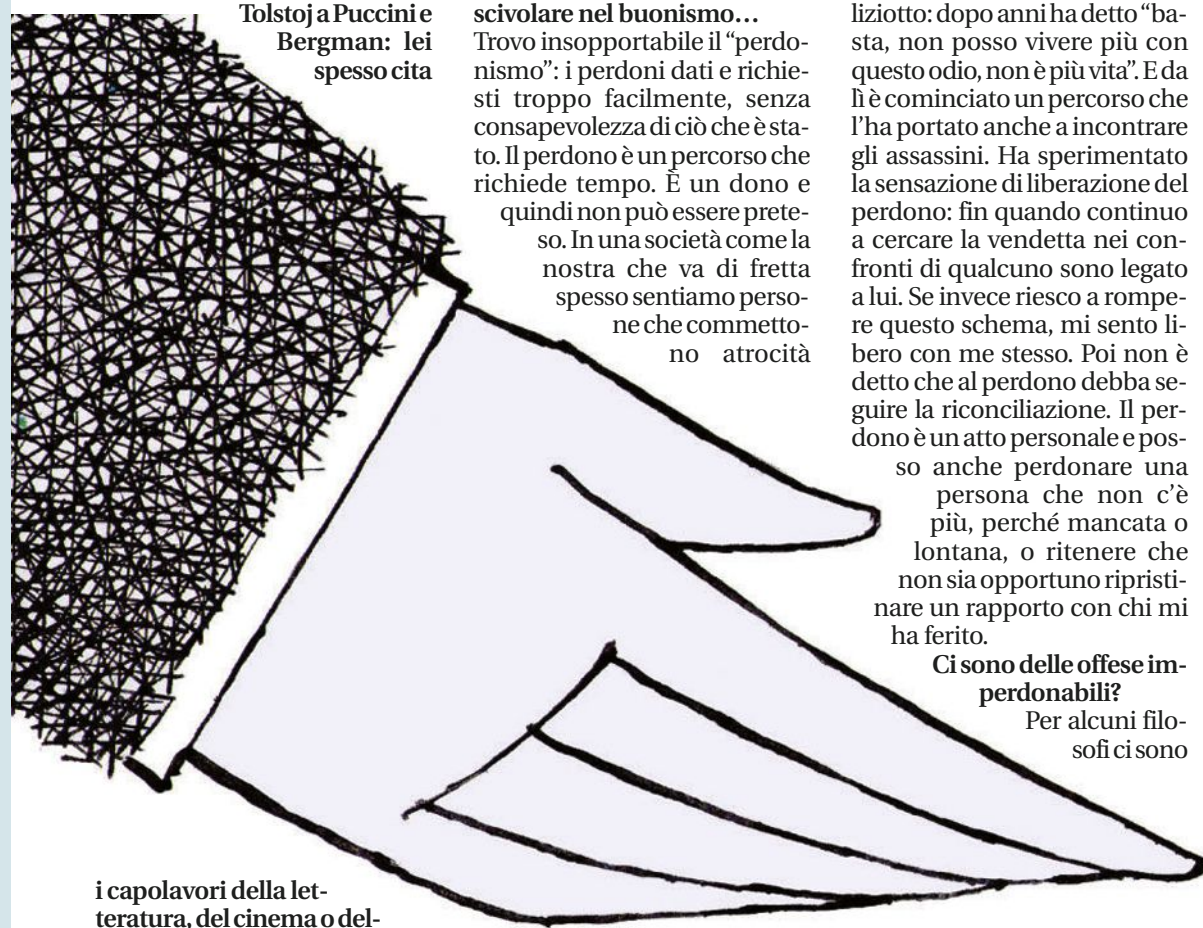 Tolstoj a Puccini e
Bergman: lei
spesso cita
i capolavori della let-
teratura, del cinema o del-
scivolare nel buonismo…
Trovo insopportabile il “perdo-
nismo”: i perdoni dati e richie-
sti troppo facilmente, senza
consapevolezza di ciò che è sta-
to. Il perdono è un percorso che
richiede tempo. È un dono e
quindi non può essere prete-
so. In una società come la
nostra che va di fretta
spesso sentiamo perso-
ne che commetto-
no atrocità
liziotto: dopo anni ha detto “ba-
sta, non posso vivere più con
questo odio, non è più vita”. E da
lì è cominciato un percorso che
l’ha portato anche a incontrare
gli assassini. Ha sperimentato
la sensazione di liberazione del
perdono: fin quando continuo
a cercare la vendetta nei con-
fronti di qualcuno sono legato
a lui. Se invece riesco a rompe-
re questo schema, mi sento li-
bero con me stesso. Poi non è
detto che al perdono debba se-
guire la riconciliazione. Il per-
dono è un atto personale e pos-
so anche perdonare una
persona che non c’è
più, perché mancata o
lontana, o ritenere che
non sia opportuno ripristi-
nare un rapporto con chi mi
ha ferito.
Ci sono delle offese im-
perdonabili?
Per alcuni filo-
sofi ci sono